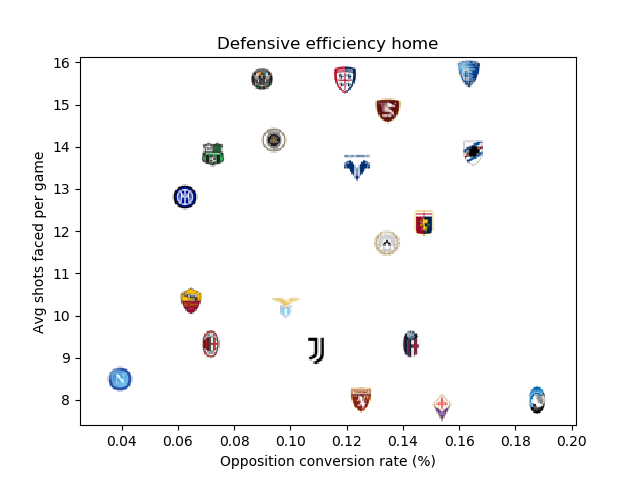 Defensive efficiency home
16
15
14
13
12
11
10
9
8
Avg shots faced per game
0.04 0.06 0.08 0.10 0.12 0.14 0.16 0.18 0.20
Opposition conversion rate (%)